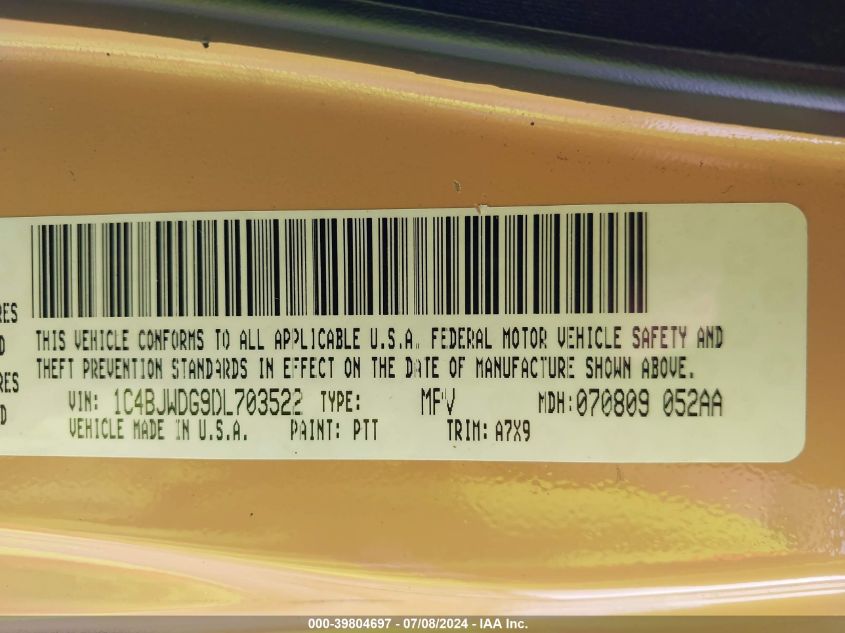 RES
THIS VEHICLE CONFORMS TO ALL APPLICABLE U.S.A. FEDERAL MOTOR VEHICLE SAFETY AND
D
THEFT PREVENTION STANDARDS IN EFFECT ON THE DATE OF MANUFACTURE SHOWN ABOVE.
RES
VIN: 1C4BJWDG9DL703522 TYPE: MPV MDH: 070809 052AA
D
VEHICLE MADE IN U.S.A. PAINT: PTT TRIM: A7X9
000-39804697 - 07/08/2024 - IAA Inc.